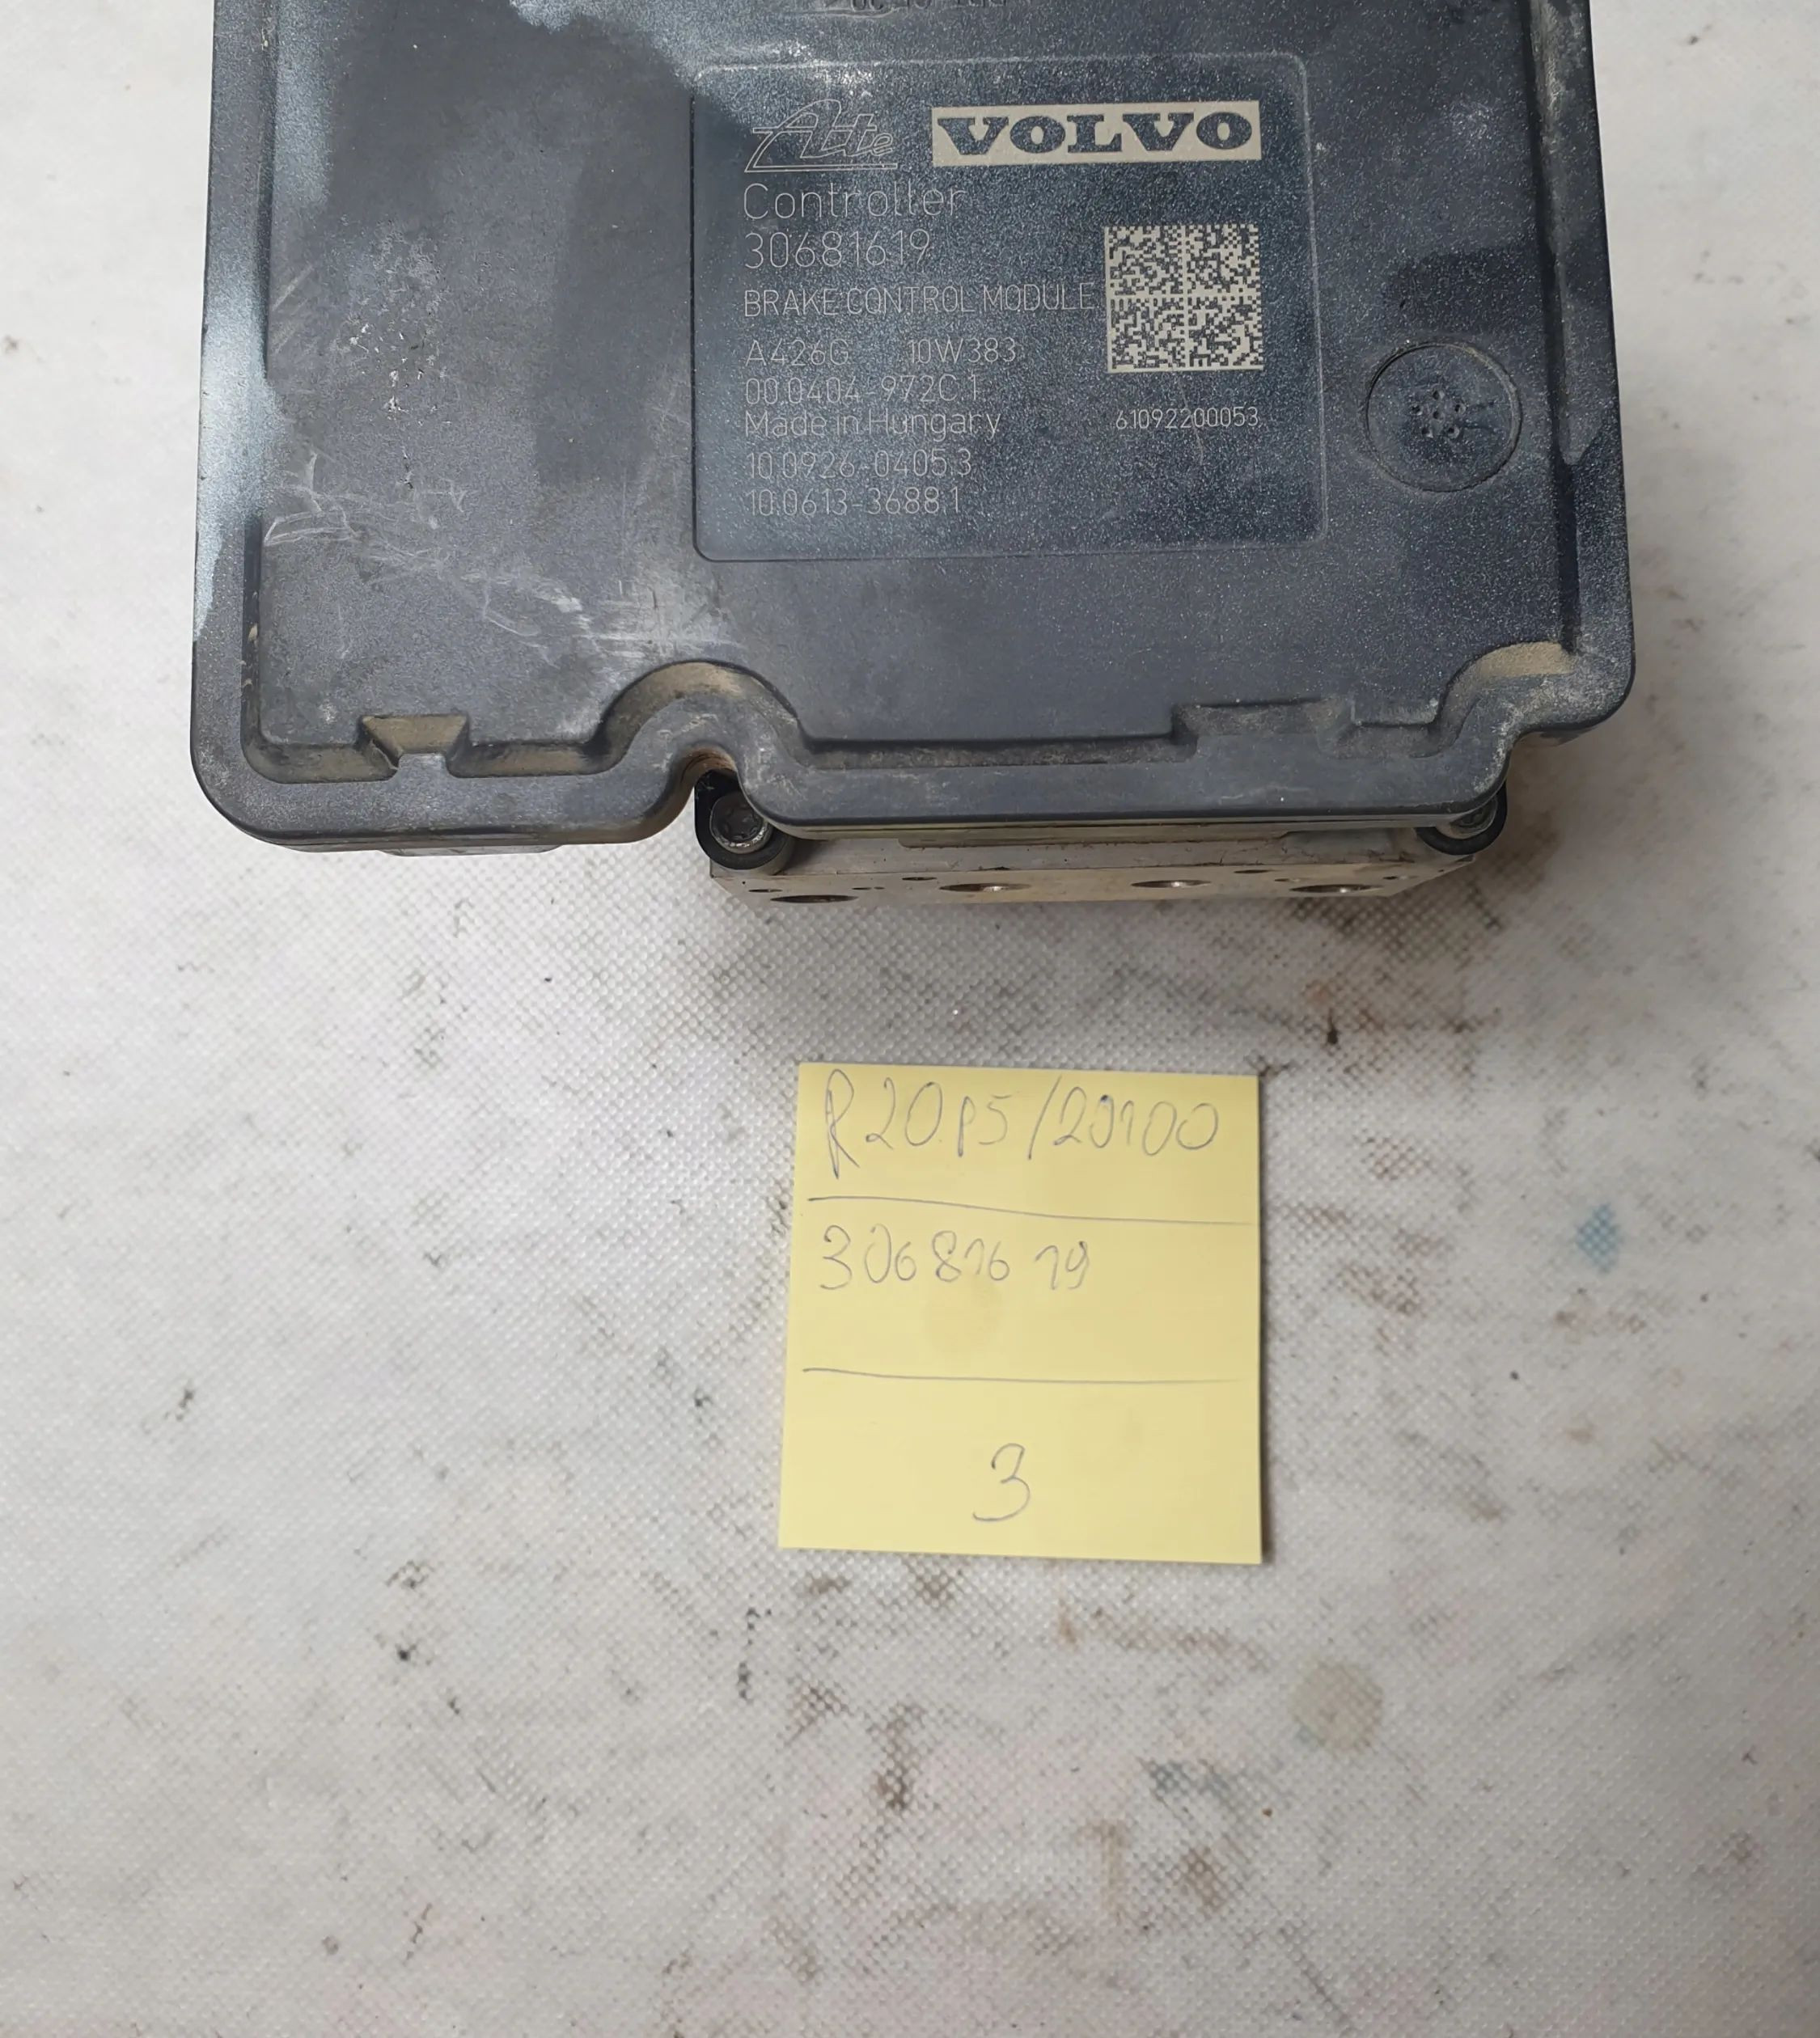 Ate VOLVO
Controller
30681619
BRAKE CONTROL MODULE
A426G 10W383
00.0404-972C.1
Made in Hungary 61092200053
10.0926-0405.3
10.0613-3688.1
R20P5/20100
30681619
3